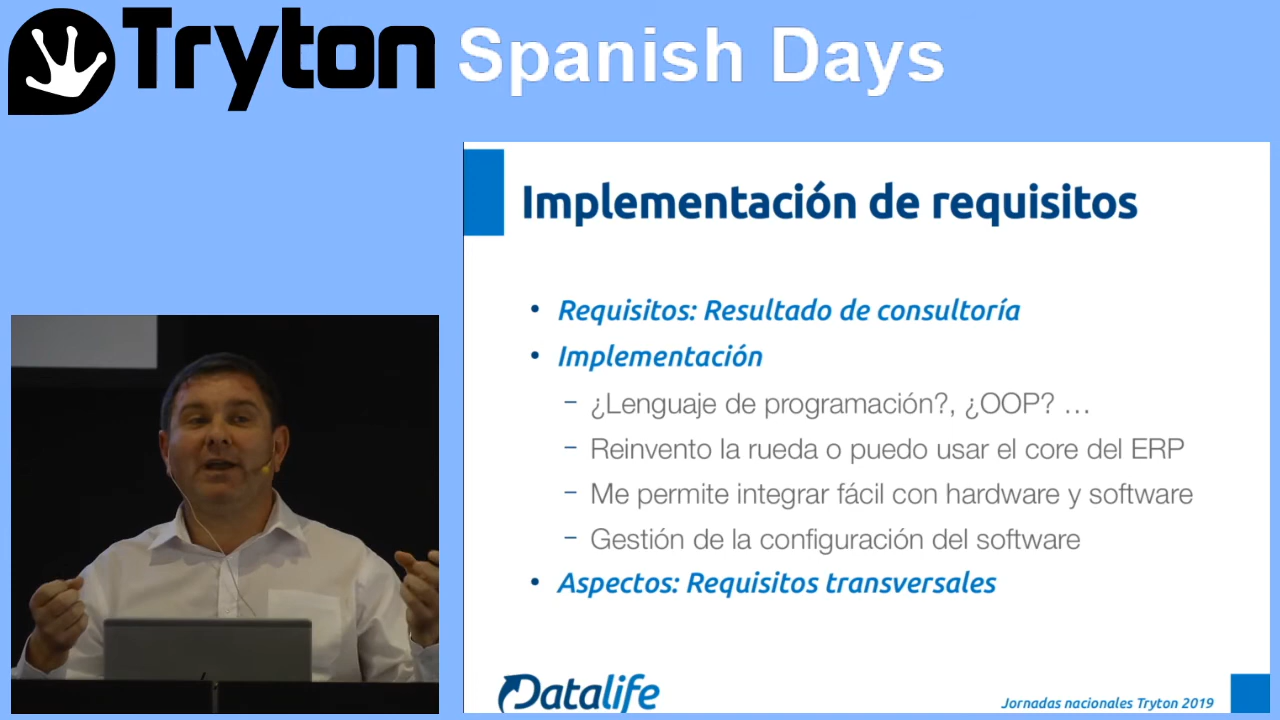 Tryton Spanish Days
Implementación de requisitos
• Requisitos: Resultado de consultoría
• Implementación
– ¿Lenguaje de programación?, ¿OOP? …
– Reinvento la rueda o puedo usar el core del ERP
– Me permite integrar fácil con hardware y software
– Gestión de la configuración del software
• Aspectos: Requisitos transversales
Datalife
Jornadas nacionales Tryton 2019